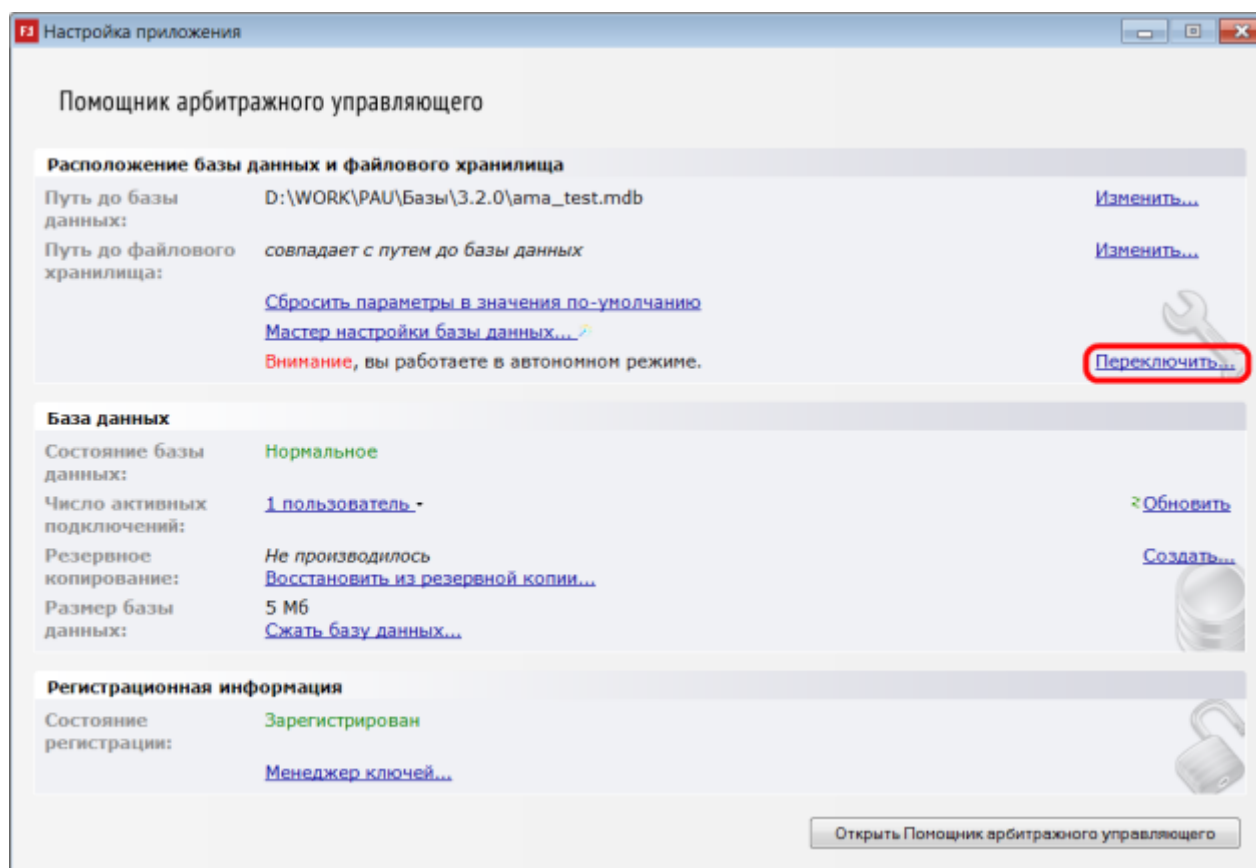 Настройка приложения
Помощник арбитражного управляющего
Расположение базы данных и файлового хранилища
Путь до базы данных:
D:\WORK\PAU\Базы\3.2.0\ama_test.mdb
Изменить...
Путь до файлового хранилища:
совпадает с путем до базы данных
Изменить...
Сбросить параметры в значения по-умолчанию
Мастер настройки базы данных...
Внимание, вы работаете в автономном режиме.
Переключить...
База данных
Состояние базы данных:
Нормальное
Число активных подключений:
1 пользователь
Обновить
Резервное копирование:
Не производилось
Создать...
Восстановить из резервной копии...
Размер базы данных:
5 Мб
Сжать базу данных...
Регистрационная информация
Состояние регистрации:
Зарегистрирован
Менеджер ключей...
Открыть Помощник арбитражного управляющего